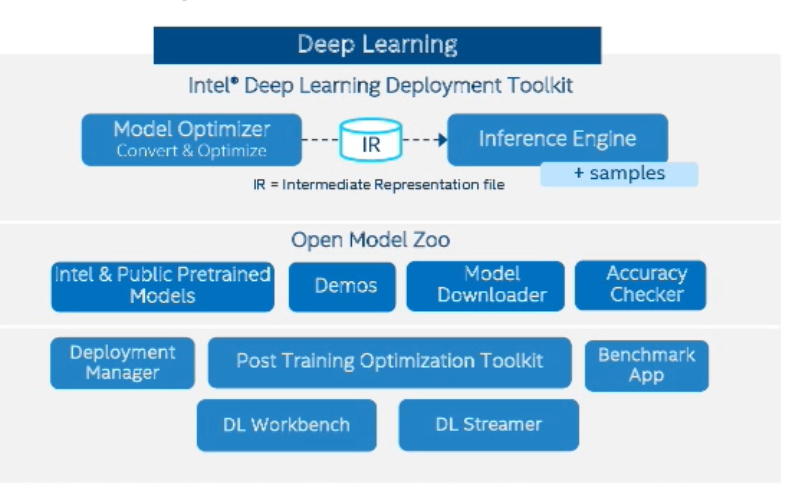 Deep Learning
Intel® Deep Learning Deployment Toolkit
Model Optimizer
Convert & Optimize
IR
Inference Engine
+ samples
IR = Intermediate Representation file
Open Model Zoo
Intel & Public Pretrained
Models
Demos
Model
Downloader
Accuracy
Checker
Deployment
Manager
Post Training Optimization Toolkit
Benchmark
App
DL Workbench
DL Streamer